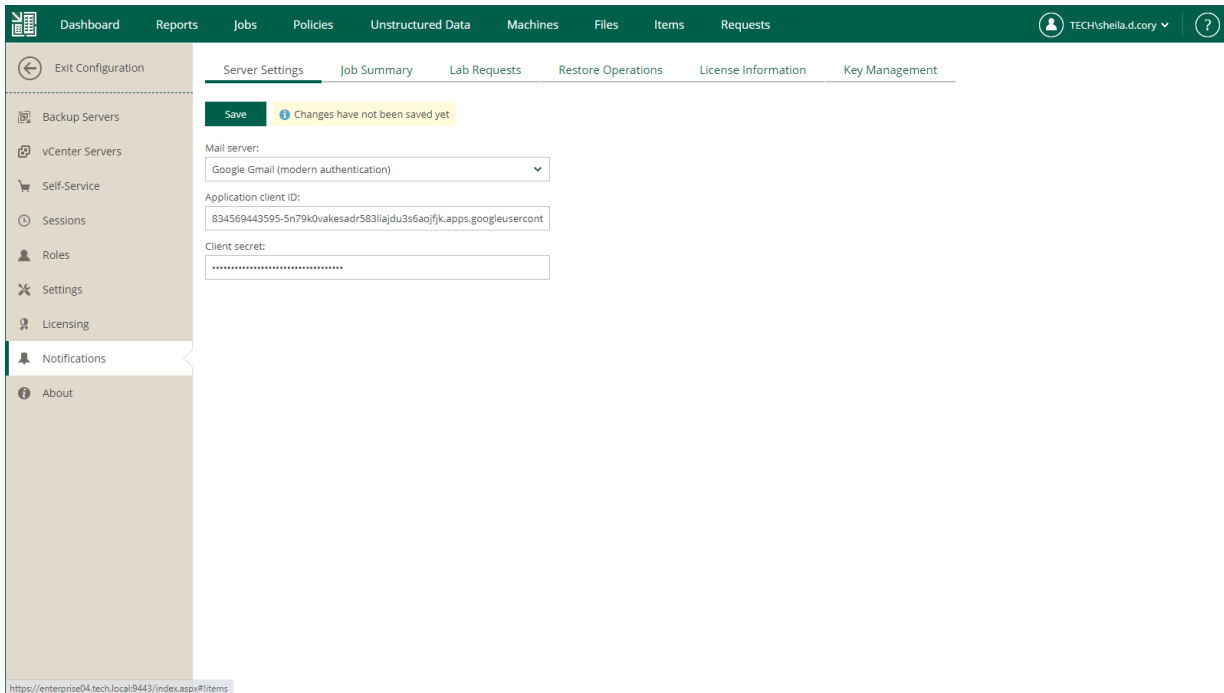 Dashboard Reports Jobs Policies Unstructured Data Machines Files Items Requests TECH\sheila.d.cory ?
Exit Configuration
Server Settings Job Summary Lab Requests Restore Operations License Information Key Management
Save Changes have not been saved yet
Backup Servers
vCenter Servers
Self-Service
Sessions
Roles
Settings
Licensing
Notifications
About
Mail server:
Google Gmail (modern authentication)
Application client ID:
834569443595-5n79k0vakesadr583liajdu3s6aojfjk.apps.googleusercont
Client secret:
••••••••••••••••••••••••••••••••••
https://enterprise04.tech.local:9443/index.aspx#!items